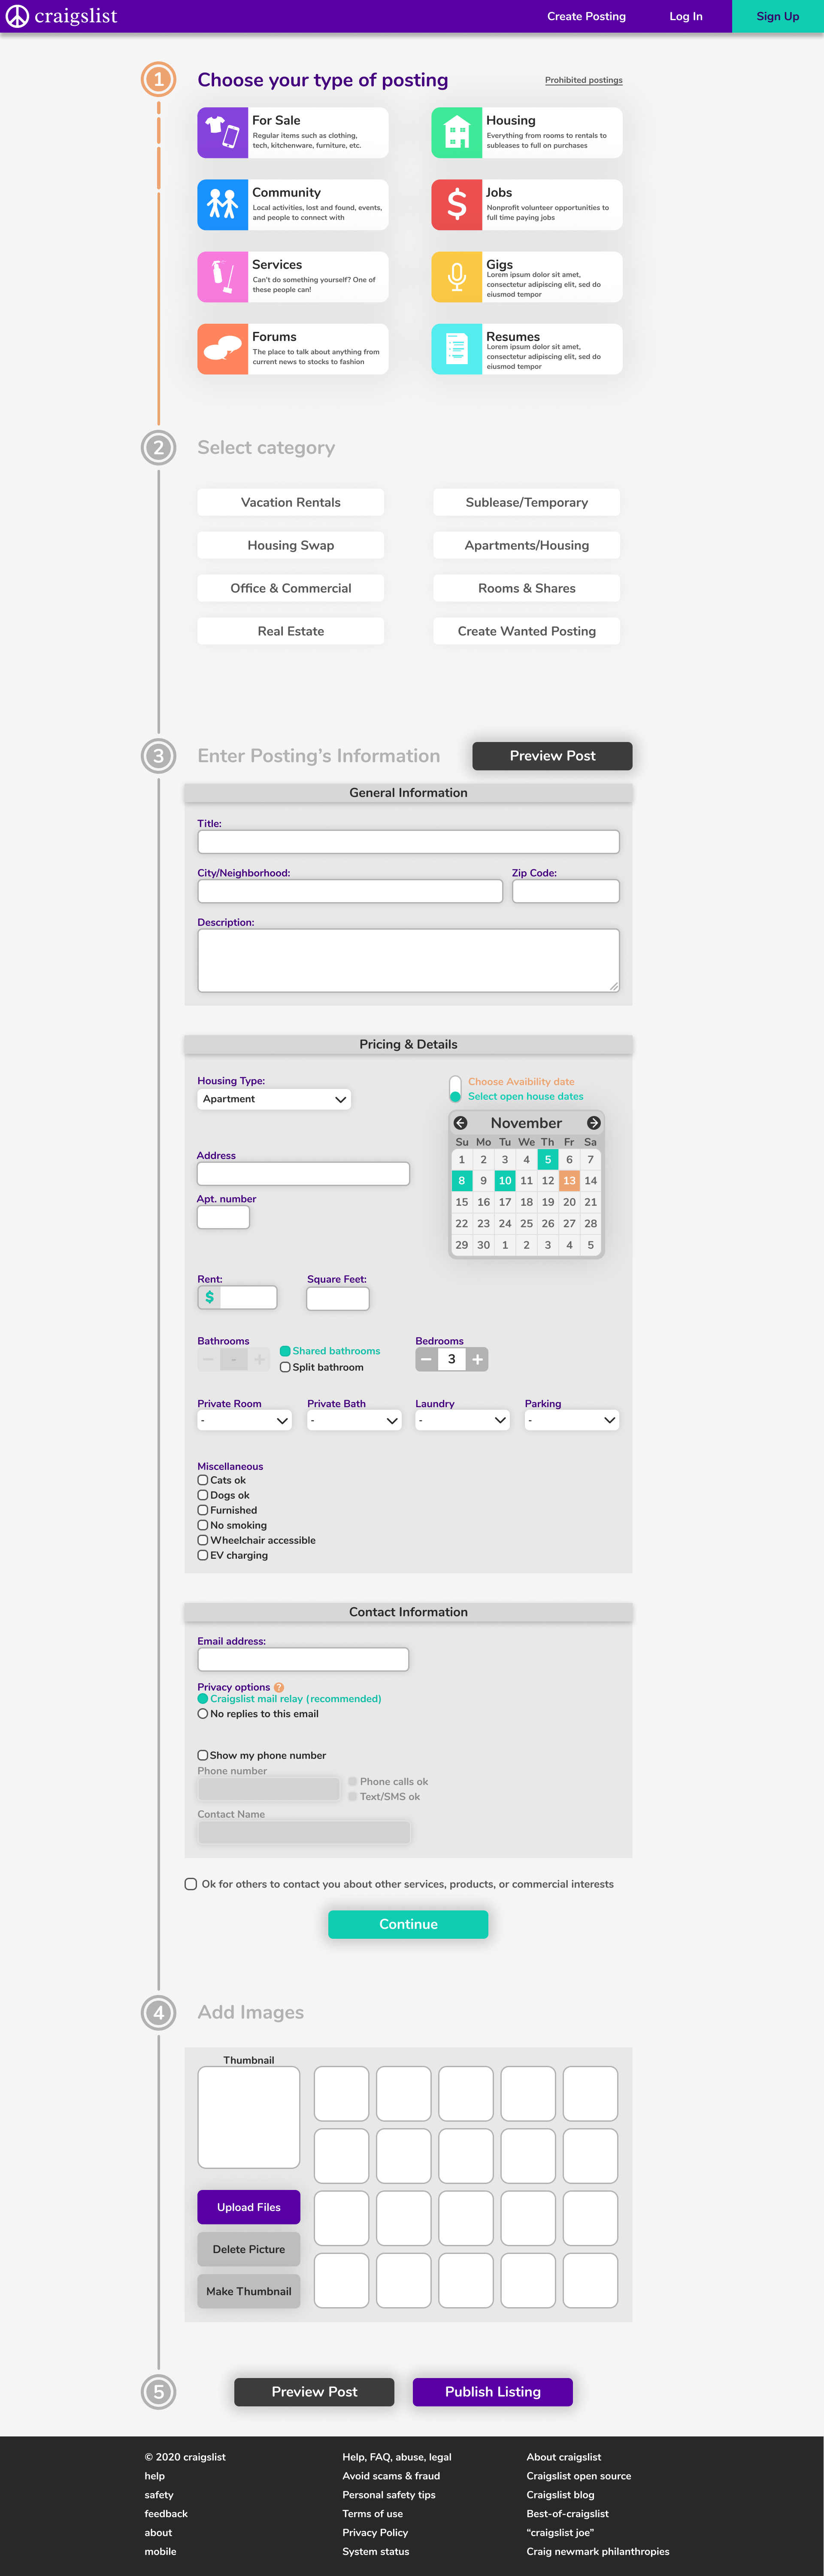 craigslist
Create Posting
Log In
Sign Up
1
Choose your type of posting
Prohibited postings
For Sale
Regular items such as clothing,
tech, kitchenware, furniture, etc.
Housing
Everything from rooms to rentals to
subleases to full on purchases
Community
Local activities, lost and found, events,
and people to connect with
$
Jobs
Nonprofit volunteer opportunities to
full time paying jobs
Services
Can't do something yourself? One of
these people can!
Gigs
Lorem ipsum dolor sit amet,
consectetur adipiscing elit, sed do
eiusmod tempor
Forums
The place to talk about anything from
current news to stocks to fashion
Resumes
Lorem ipsum dolor sit amet,
consectetur adipiscing elit, sed do
eiusmod tempor
2
Select category
Vacation Rentals
Sublease/Temporary
Housing Swap
Apartments/Housing
Office & Commercial
Rooms & Shares
Real Estate
Create Wanted Posting
3
Enter Posting's Information
Preview Post
General Information
Title:
City/Neighborhood:
Zip Code:
Description:
Pricing & Details
Housing Type:
Apartment
Choose Avaibility date
Select open house dates
November
Su Mo Tu We Th Fr Sa
1 2 3 4 5 6 7
8 9 10 11 12 13 14
15 16 17 18 19 20 21
22 23 24 25 26 27 28
29 30 1 2 3 4 5
Address
Apt. number
Rent:
$
Square Feet:
Bathrooms
- - +
Shared bathrooms
Split bathroom
Bedrooms
- 3 +
Private Room
-
Private Bath
-
Laundry
-
Parking
-
Miscellaneous
Cats ok
Dogs ok
Furnished
No smoking
Wheelchair accessible
EV charging
Contact Information
Email address:
Privacy options ?
Craigslist mail relay (recommended)
No replies to this email
Show my phone number
Phone number
Phone calls ok
Text/SMS ok
Contact Name
Ok for others to contact you about other services, products, or commercial interests
Continue
4
Add Images
Thumbnail
Upload Files
Delete Picture
Make Thumbnail
5
Preview Post
Publish Listing
© 2020 craigslist
help
safety
feedback
about
mobile
Help, FAQ, abuse, legal
Avoid scams & fraud
Personal safety tips
Terms of use
Privacy Policy
System status
About craigslist
Craigslist open source
Craigslist blog
Best-of-craigslist
“craigslist joe”
Craig newmark philanthropies